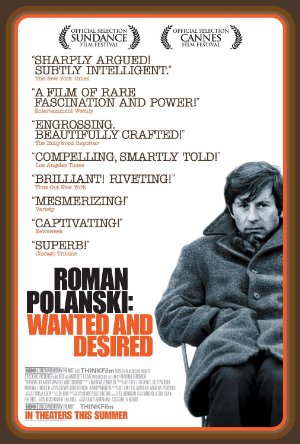 OFFICIAL SELECTION
SUNDANCE
FILM FESTIVAL
OFFICIAL SELECTION
CANNES
FILM FESTIVAL
"SHARPLY ARGUED!
SUBTLY INTELLIGENT."
The New York Times
"A FILM OF RARE
FASCINATION AND POWER!"
Entertainment Weekly
"ENGROSSING.
BEAUTIFULLY CRAFTED!"
The Hollywood Reporter
"COMPELLING, SMARTLY TOLD!"
Los Angeles Times
"BRILLIANT! RIVETING!"
Time Out New York
"MESMERIZING!"
Variety
"CAPTIVATING!"
Newsweek
"SUPERB!"
Chicago Tribune
ROMAN
POLANSKI:
WANTED AND
DESIRED
THINKFilm
THINKFilm
IN THEATERS THIS SUMMER